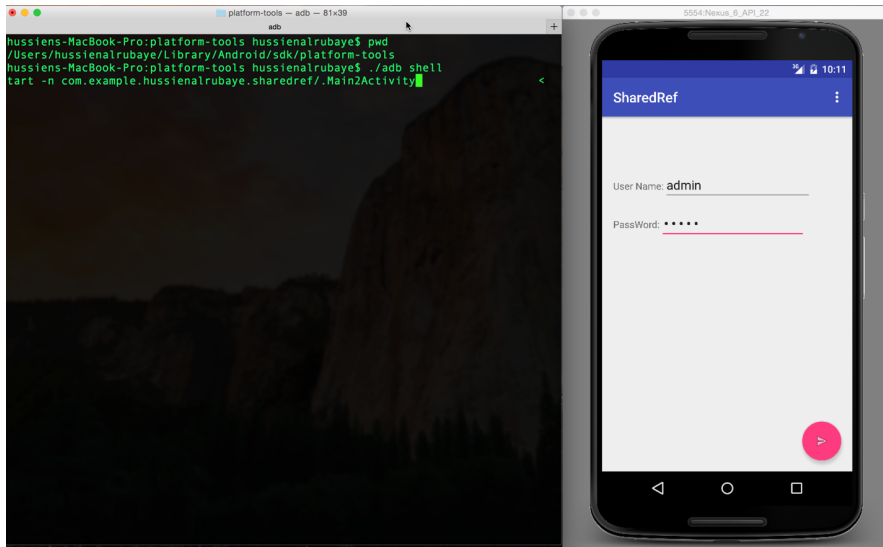 platform-tools — adb — 81×39
adb
+
hussiens-MacBook-Pro:platform-tools hussienalrubaye$ pwd
/Users/hussienalrubaye/Library/Android/sdk/platform-tools
hussiens-MacBook-Pro:platform-tools hussienalrubaye$ ./adb shell
tart -n com.example.hussienalrubaye.sharedref/.Main2Activity <
5554:Nexus_6_API_22
3G 10:11
SharedRef
User Name: admin
PassWord: •••••